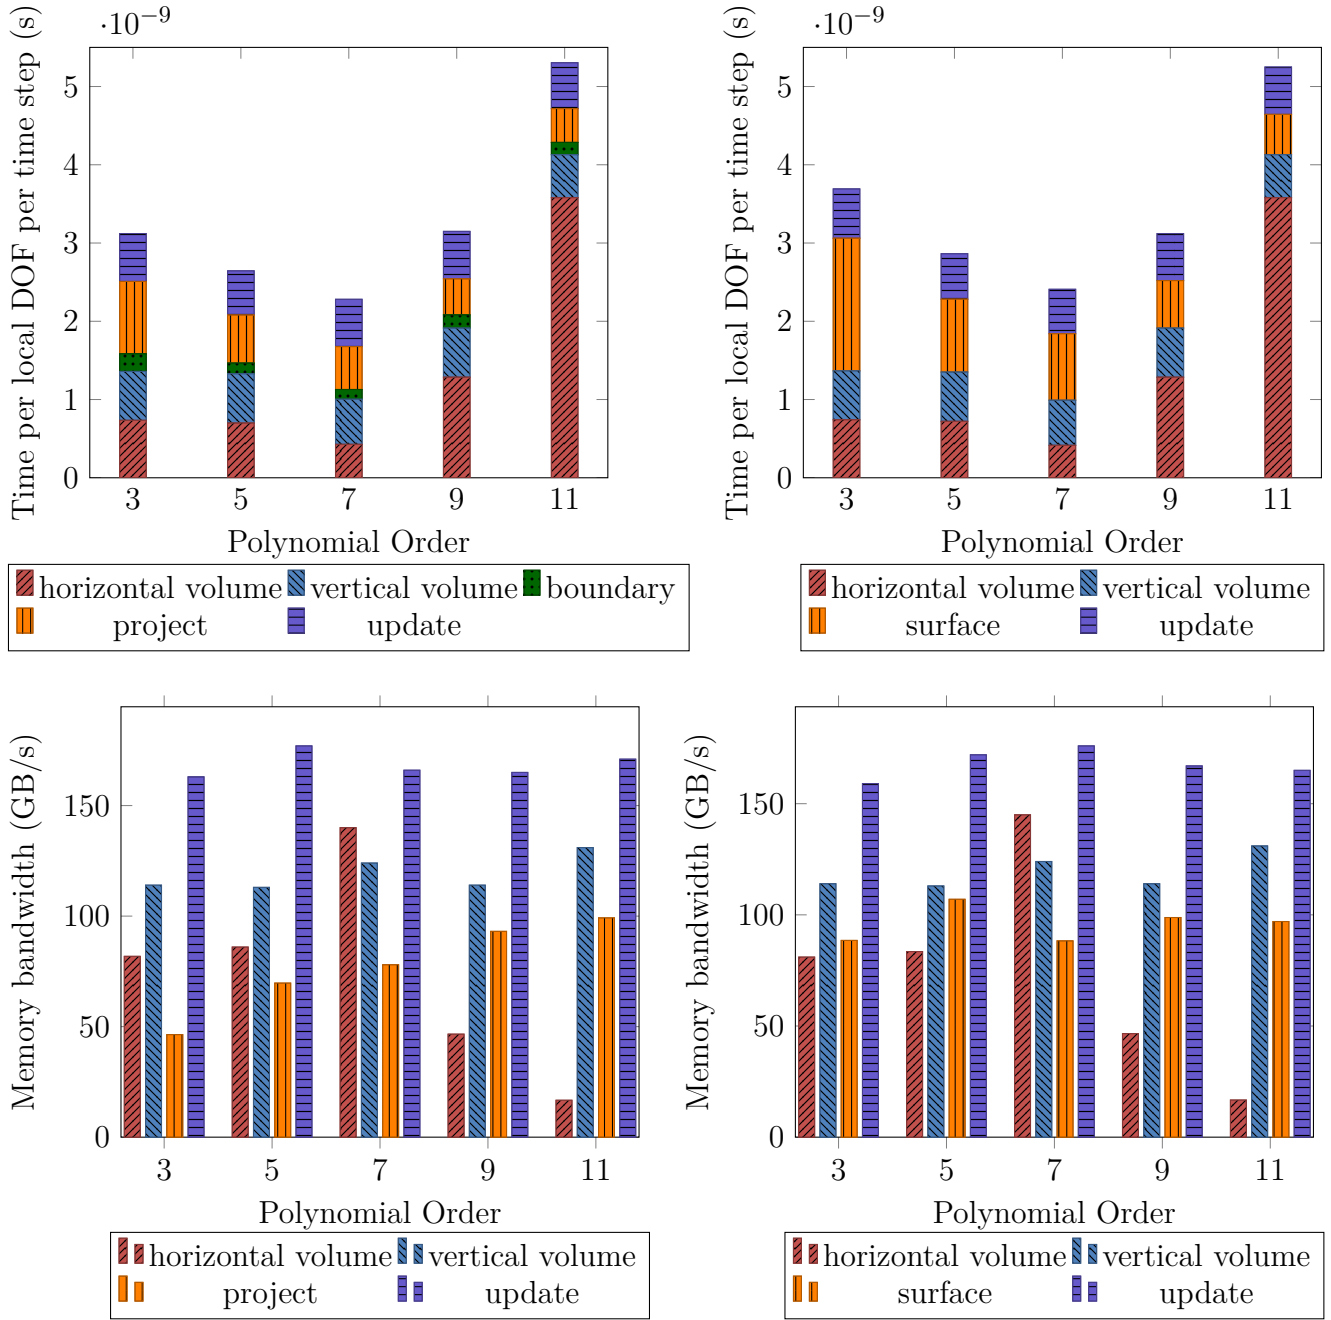 ·10−9
Time per local DOF per time step (s)
5
4
3
2
1
0
3 5 7 9 11
Polynomial Order
horizontal volume vertical volume boundary
project update
·10−9
Time per local DOF per time step (s)
5
4
3
2
1
0
3 5 7 9 11
Polynomial Order
horizontal volume vertical volume
surface update
Memory bandwidth (GB/s)
150
100
50
0
3 5 7 9 11
Polynomial Order
horizontal volume vertical volume
project update
Memory bandwidth (GB/s)
150
100
50
0
3 5 7 9 11
Polynomial Order
horizontal volume vertical volume
surface update